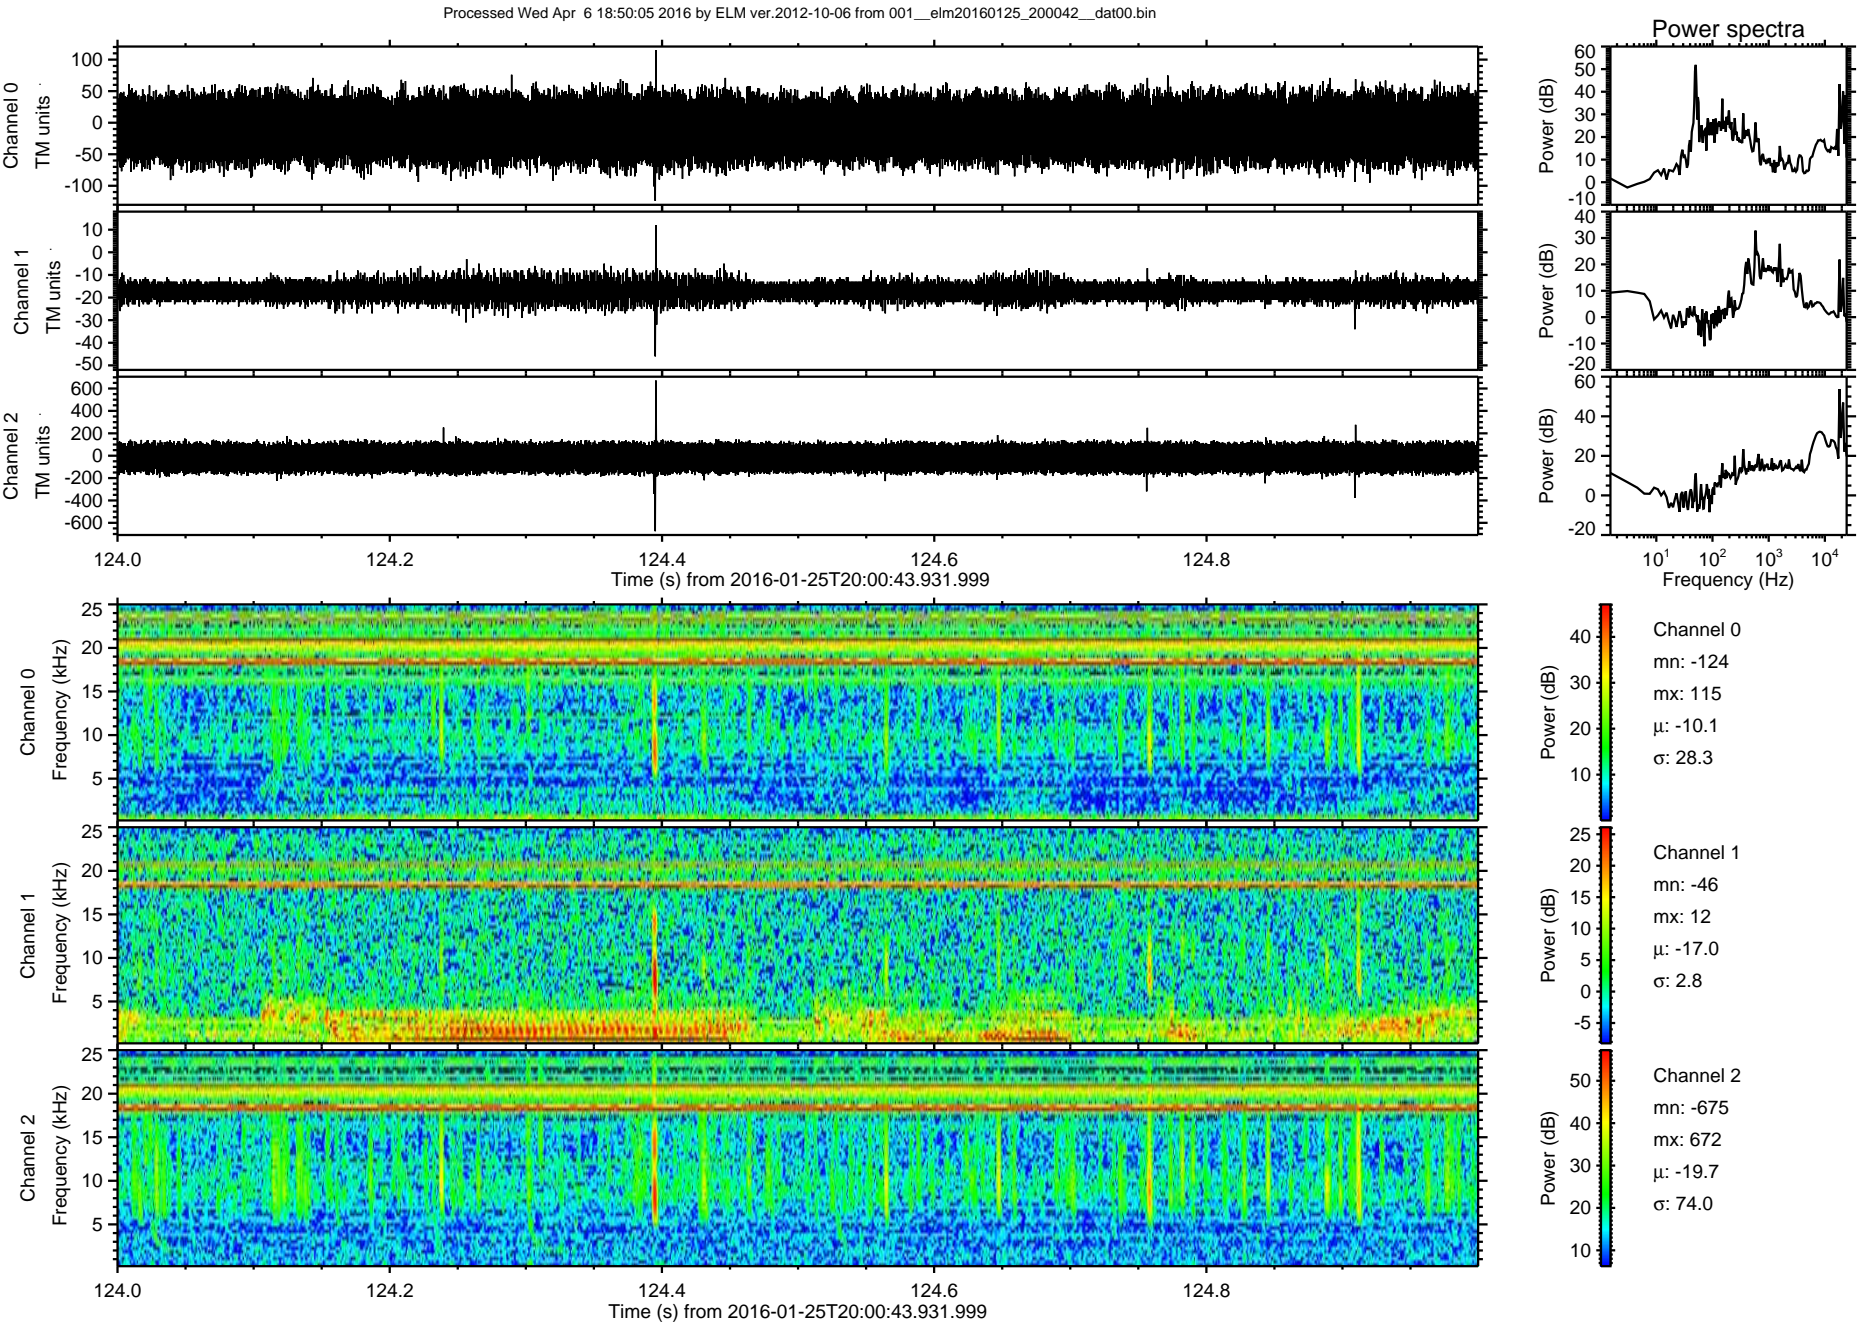 Processed Wed Apr  6 18:50:05 2016 by ELM ver.2012-10-06 from 001__elm20160125_200042__dat00.bin
Power spectra
Channel 0
TM units
100
50
0
-50
-100
Power (dB)
60
50
40
30
20
10
0
-10
Channel 1
TM units
10
0
-10
-20
-30
-40
-50
Power (dB)
40
30
20
10
0
-10
-20
Channel 2
TM units
600
400
200
0
-200
-400
-600
Power (dB)
60
40
20
0
-20
124.0 124.2 124.4 124.6 124.8
Time (s) from 2016-01-25T20:00:43.931.999
10¹ 10² 10³ 10⁴
Frequency (Hz)
Channel 0
Frequency (kHz)
25
20
15
10
5
Power (dB)
40
30
20
10
Channel 0
mn: -124
mx: 115
µ: -10.1
σ: 28.3
Channel 1
Frequency (kHz)
25
20
15
10
5
Power (dB)
25
20
15
10
5
0
-5
Channel 1
mn: -46
mx: 12
µ: -17.0
σ: 2.8
Channel 2
Frequency (kHz)
25
20
15
10
5
Power (dB)
50
40
30
20
10
Channel 2
mn: -675
mx: 672
µ: -19.7
σ: 74.0
124.0 124.2 124.4 124.6 124.8
Time (s) from 2016-01-25T20:00:43.931.999